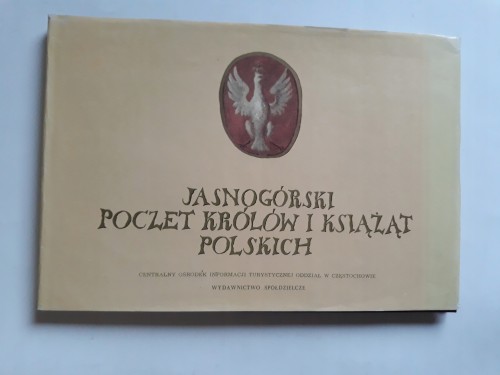 JASNOGÓRSKI
POCZET KRÓLÓW I KSIĄŻĄT
POLSKICH
CENTRALNY OŚRODEK INFORMACJI TURYSTYCZNEJ ODDZIAŁ W CZĘSTOCHOWIE
WYDAWNICTWO SPÓŁDZIELCZE